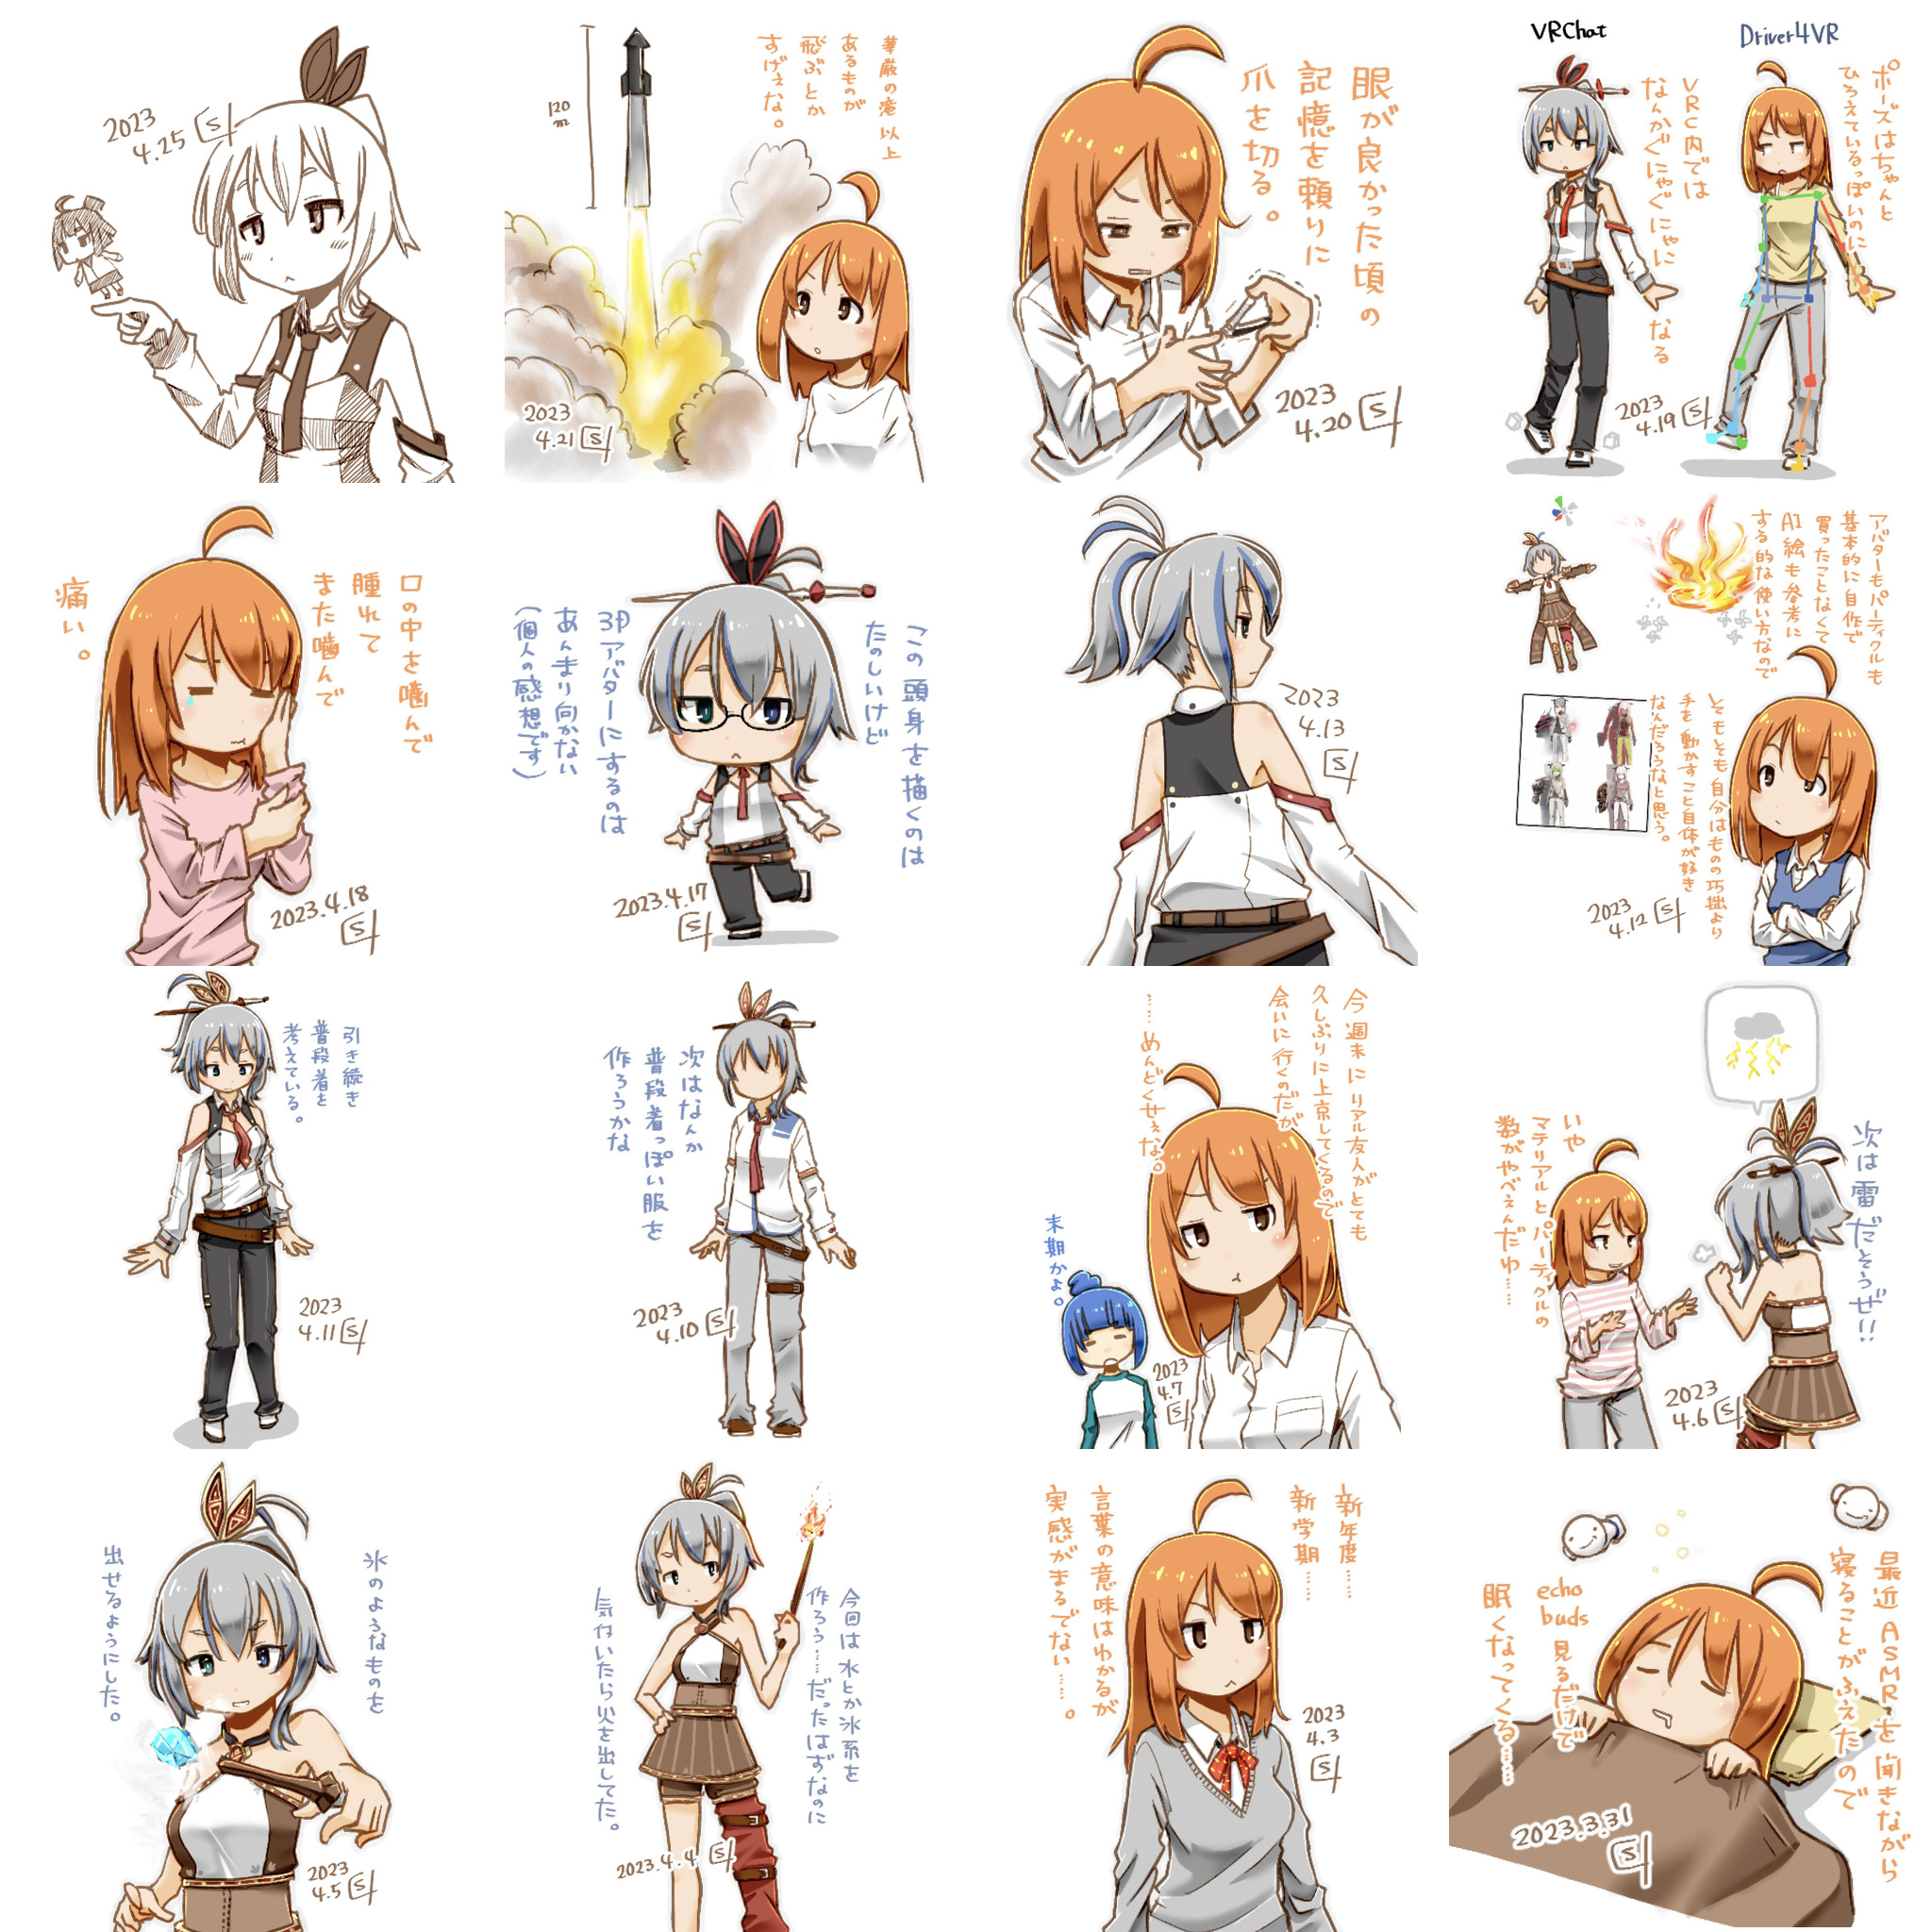 2023
4.25
華厳の滝以上
あるものが
飛ぶとか
すげぇな。
120
m
2023
4.21
眼が良かった頃の
記憶を頼りに
爪を切る。
2023
4.20
VRChat
Driver4VR
ポーズはちゃんと
ひろえているっぽいのに
VRC内では
なんかぐにゃぐにゃに
なる
2023
4.19
口の中を噛んで
腫れて
また噛んで
痛い。
2023.4.18
この頭身を描くのは
たのしいけど
3Dアバターにするのは
あんまり向かない
(個人の感想です)
2023.4.17
2023
4.13
アバターもパーティクルも
基本的に自作で
買ったことなくて
AI絵も参考に
する的な使い方なので
そもそも自分はものの巧拙より
手を動かすこと自体が好き
なんだろうなと思う。
2023
4.12
引き続き
普段着を
考えている。
2023
4.11
次はなんか
普段着っぽい服を
作ろうかな
2023
4.10
今週末にリアル友人がとても
久しぶりに上京してくるので
会いに行くのだが
……めんどくせぇな。
末期かよ。
2023
4.7
次は雷だそうぜ!!
いや
マテリアルとパーティクルの
数がやべぇんだわ……
2023
4.6
氷のようなものを
出せるようにした。
2023
4.5
今回は水とか氷系を
作ろう……だったはずなのに
気付いたら火を出してた。
2023.4.4
新年度……
新学期……
言葉の意味はわかるが
実感がまるでない……。
2023
4.3
最近ASMRを聞きながら
寝ることがふえたので
echo
buds
見るだけで
眠くなってくる……
2023.3.31